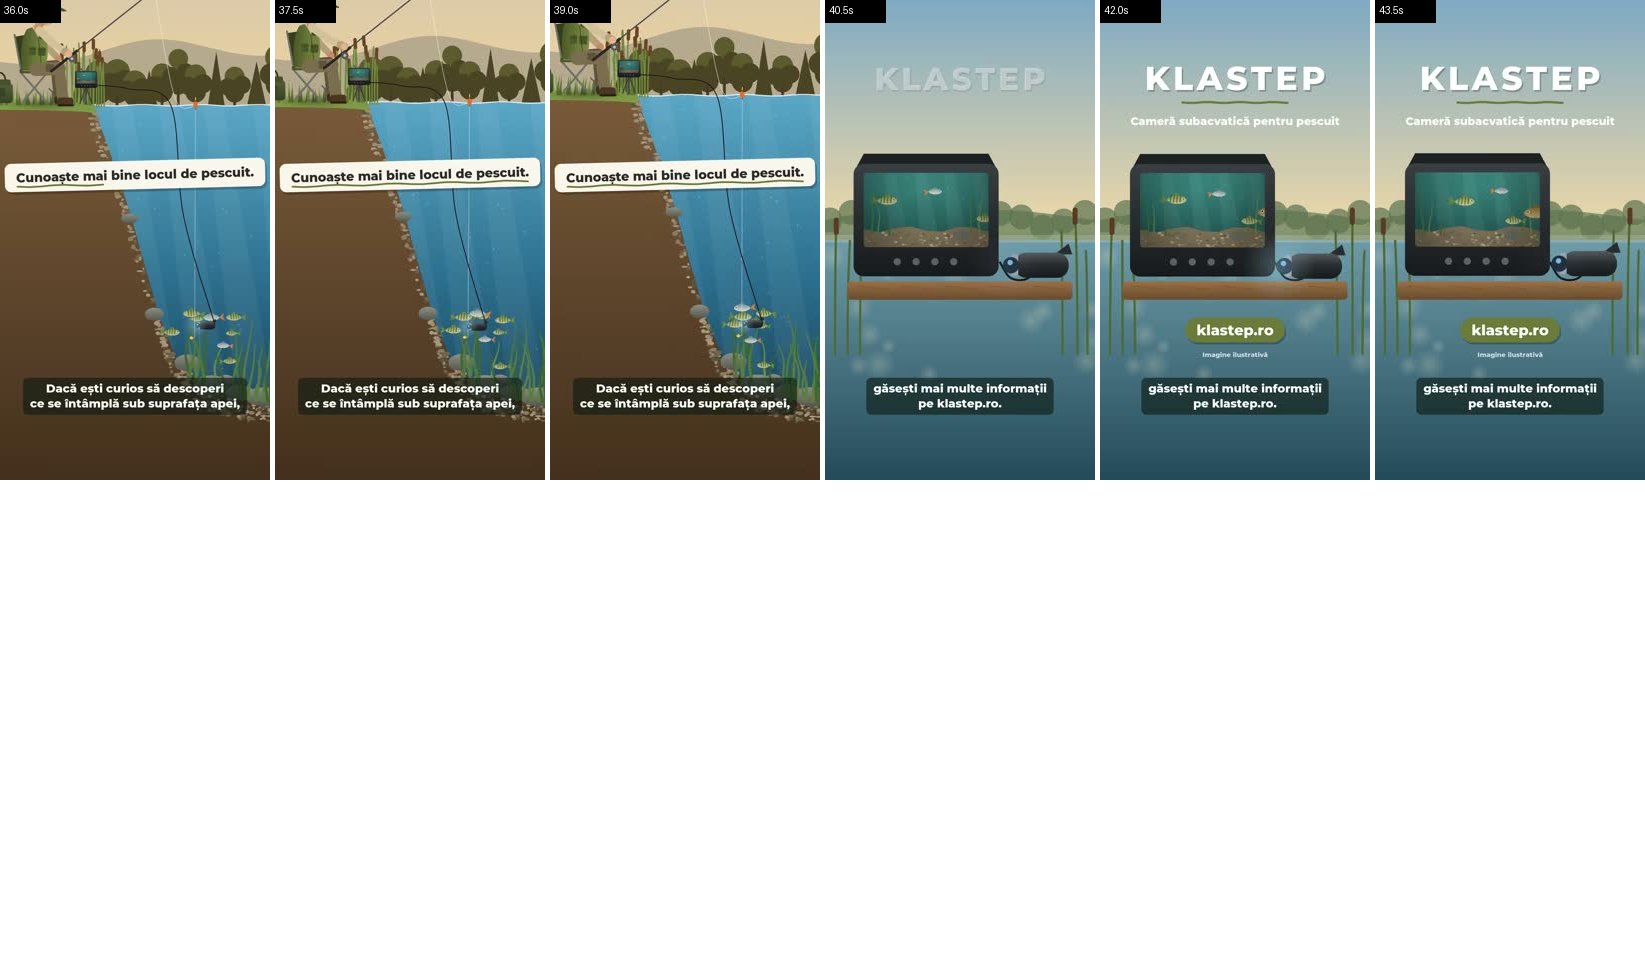 36.0s
Cunoaște mai bine locul de pescuit.
Dacă ești curios să descoperi
ce se întâmplă sub suprafața apei,
37.5s
Cunoaște mai bine locul de pescuit.
Dacă ești curios să descoperi
ce se întâmplă sub suprafața apei,
39.0s
Cunoaște mai bine locul de pescuit.
Dacă ești curios să descoperi
ce se întâmplă sub suprafața apei,
40.5s
KLASTEP
găsești mai multe informații
pe klastep.ro.
42.0s
KLASTEP
Cameră subacvatică pentru pescuit
klastep.ro
Imagine ilustrativă
găsești mai multe informații
pe klastep.ro.
43.5s
KLASTEP
Cameră subacvatică pentru pescuit
klastep.ro
Imagine ilustrativă
găsești mai multe informații
pe klastep.ro.